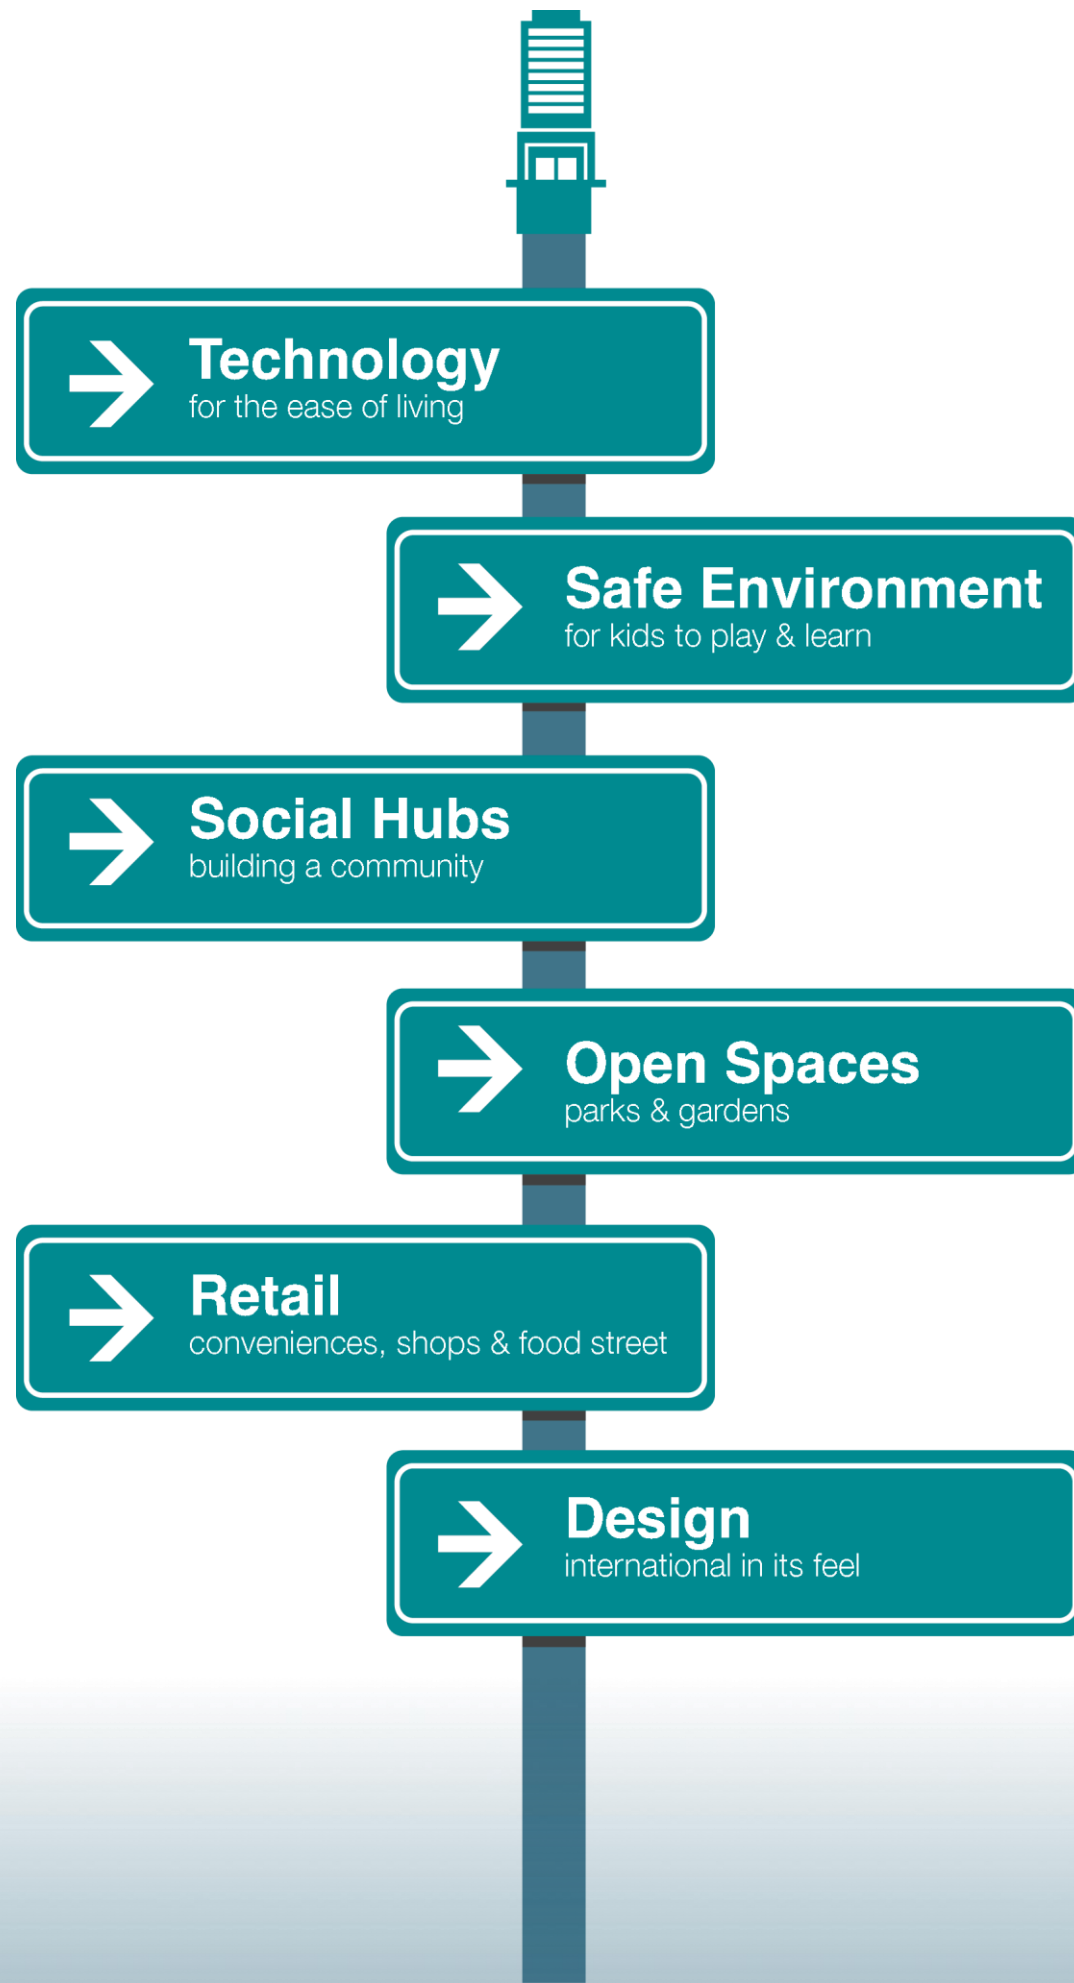 Technology
for the ease of living
Safe Environment
for kids to play & learn
Social Hubs
building a community
Open Spaces
parks & gardens
Retail
conveniences, shops & food street
Design
international in its feel